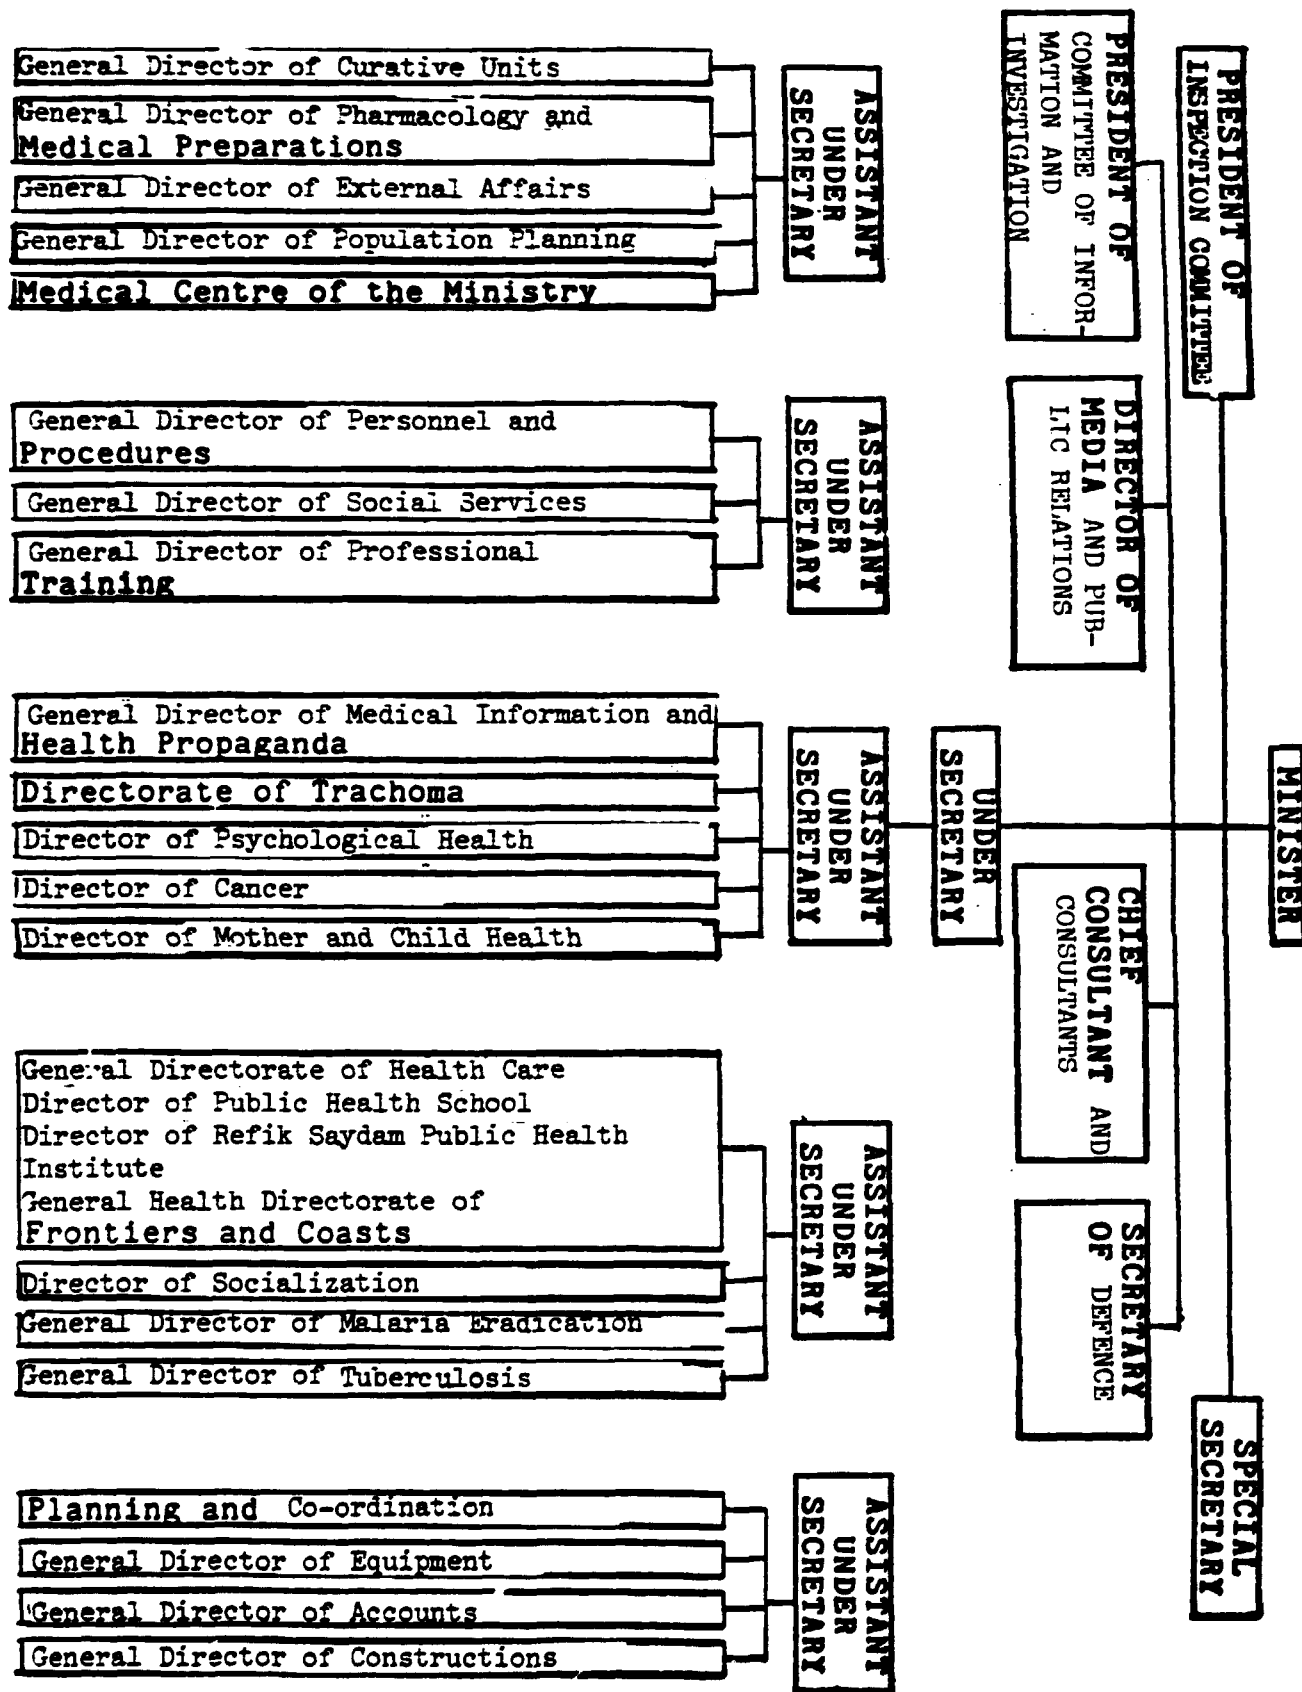 MINISTER
PRESIDENT OF
INSPECTION COMMITTEE
SPECIAL
SECRETARY
PRESIDENT OF
COMMITTEE OF INFOR-
MATION AND
INVESTIGATION
DIRECTOR OF
MEDIA AND PUB-
LIC RELATIONS
CHIEF
CONSULTANT AND
CONSULTANTS
SECRETARY
OF DEFENCE
UNDER
SECRETARY
ASSISTANT
UNDER
SECRETARY
General Director of Curative Units
General Director of Pharmacology and
Medical Preparations
General Director of External Affairs
General Director of Population Planning
Medical Centre of the Ministry
ASSISTANT
UNDER
SECRETARY
General Director of Personnel and
Procedures
General Director of Social Services
General Director of Professional
Training
ASSISTANT
UNDER
SECRETARY
General Director of Medical Information and
Health Propaganda
Directorate of Trachoma
Director of Psychological Health
Director of Cancer
Director of Mother and Child Health
ASSISTANT
UNDER
SECRETARY
General Directorate of Health Care
Director of Public Health School
Director of Refik Saydam Public Health
Institute
General Health Directorate of
Frontiers and Coasts
Director of Socialization
General Director of Malaria Eradication
General Director of Tuberculosis
ASSISTANT
UNDER
SECRETARY
Planning and Co-ordination
General Director of Equipment
General Director of Accounts
General Director of Constructions